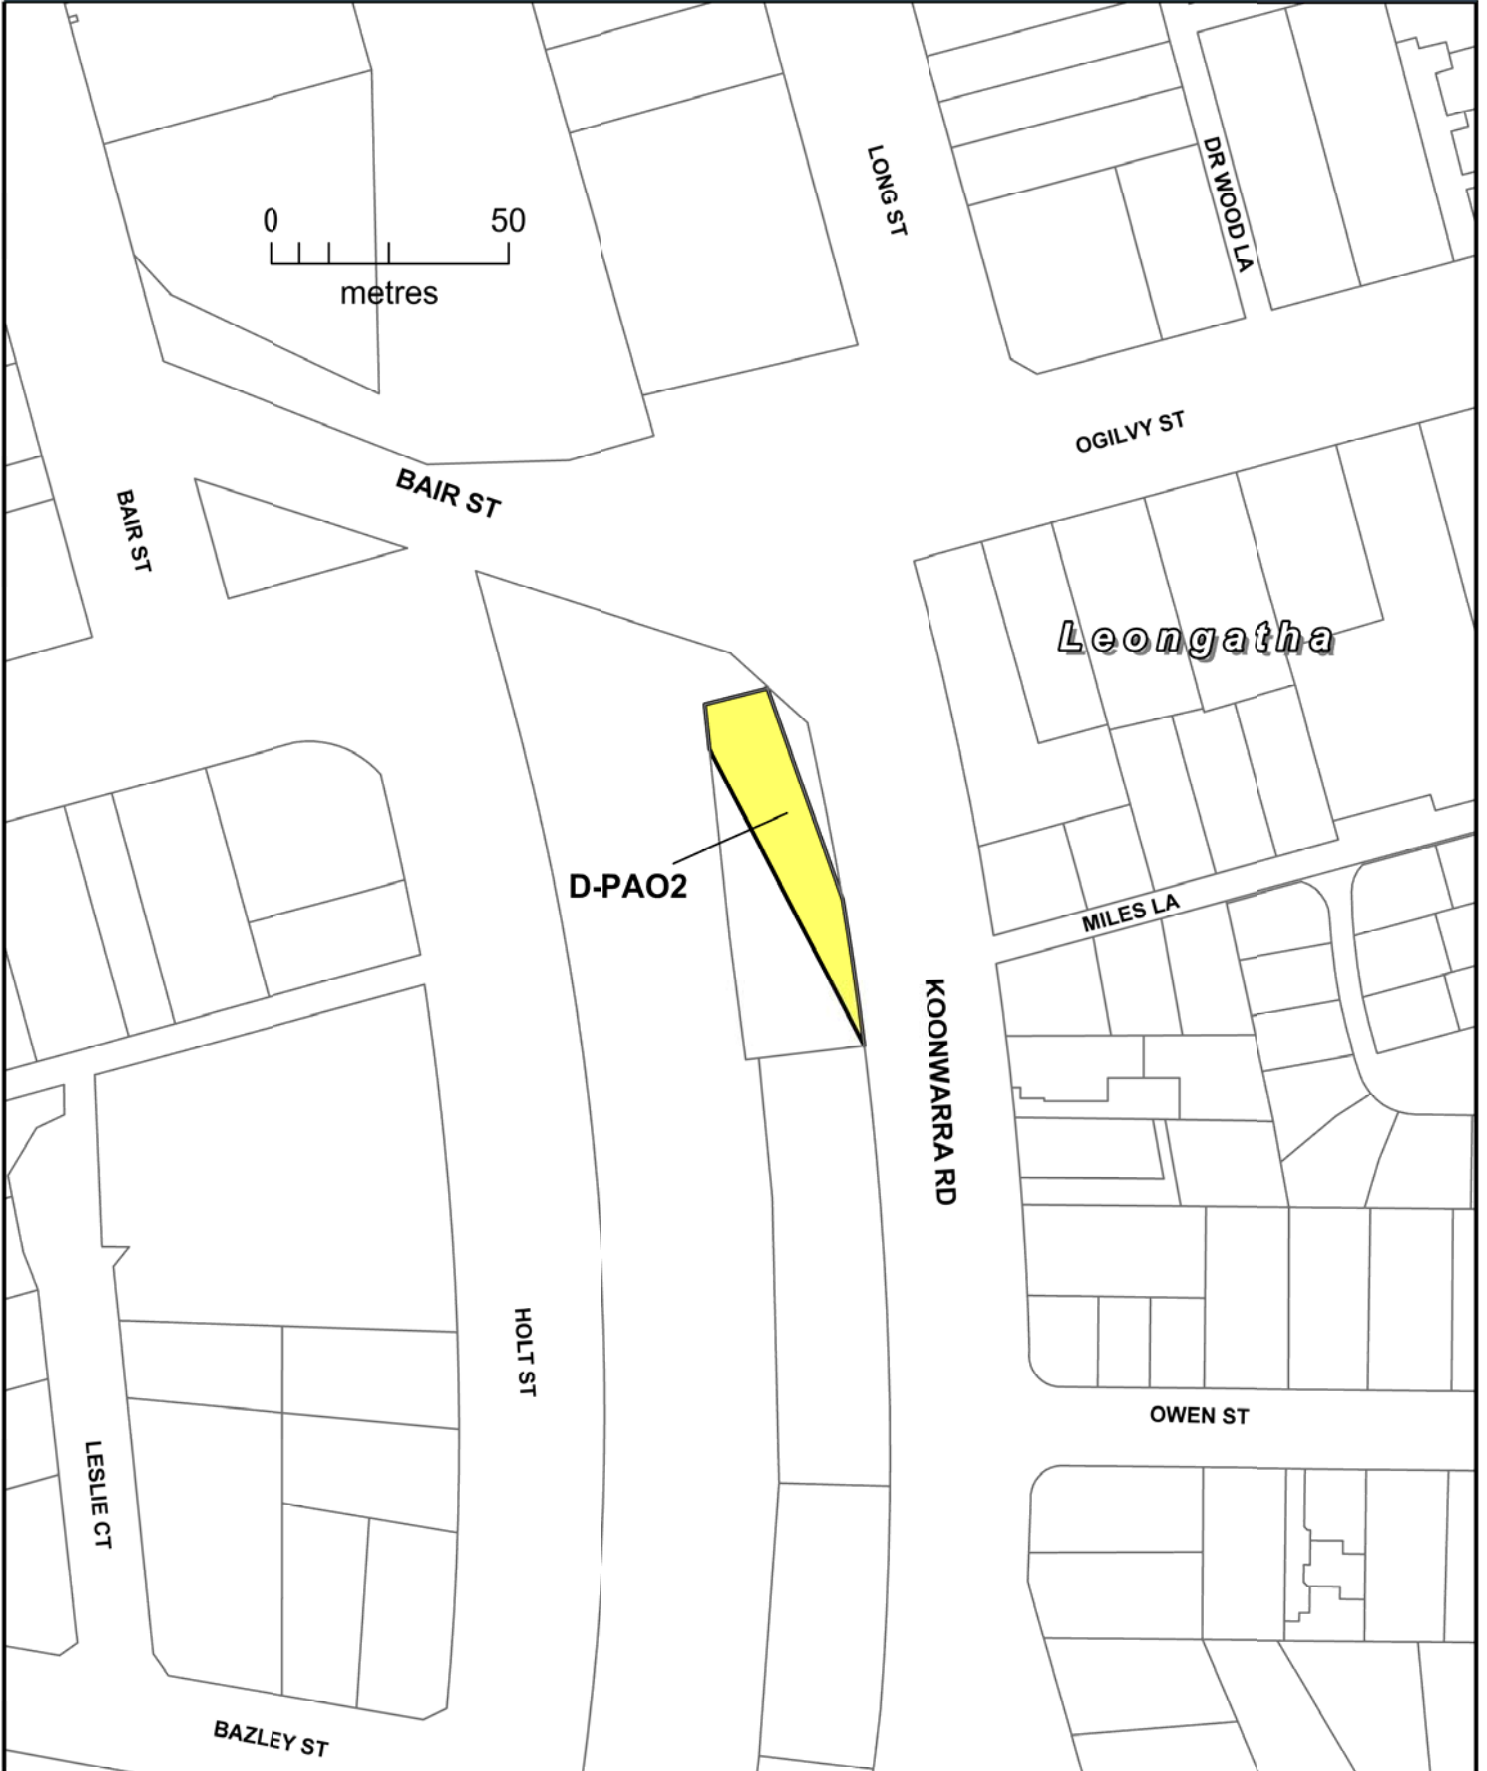 LONG ST
DR WOOD LA
0 50
metres
OGILVY ST
BAIR ST
BAIR ST
Leongatha
D-PAO2
MILES LA
KOONWARRA RD
HOLT ST
OWEN ST
LESLIE CT
BAZLEY ST